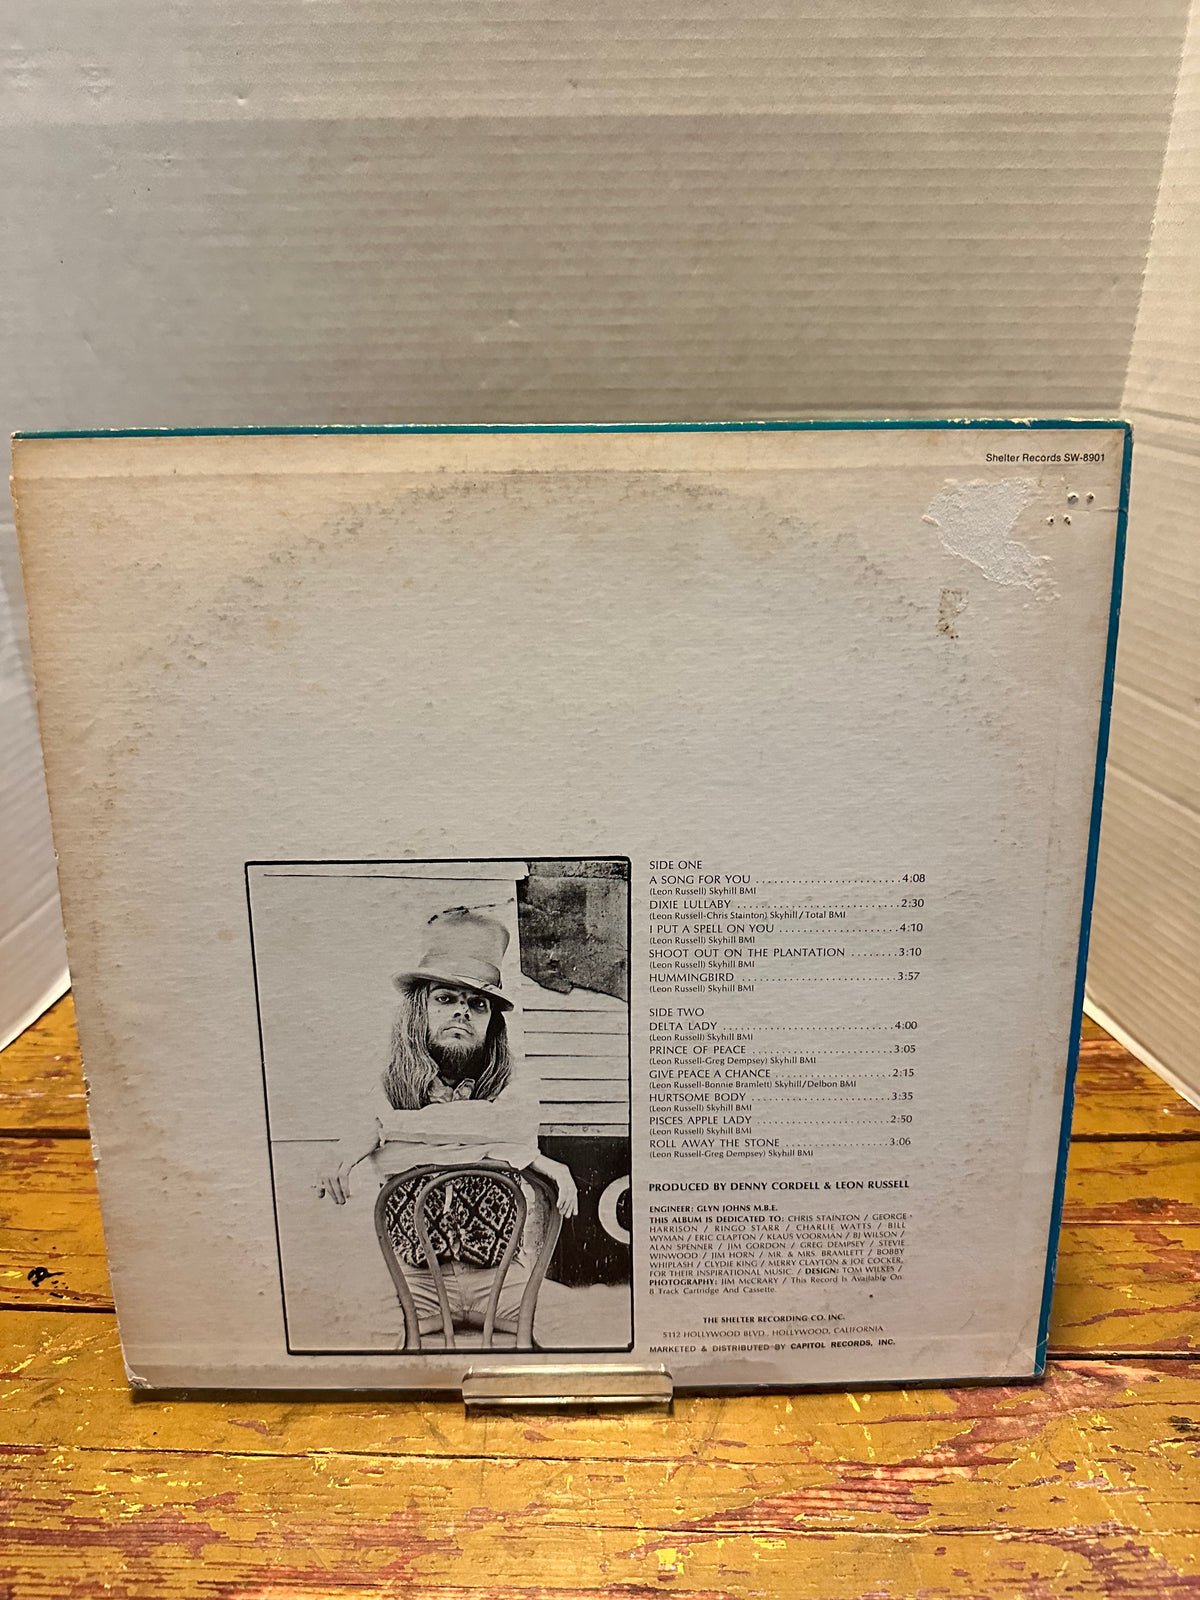 Shelter Records SW-8901
SIDE ONE
A SONG FOR YOU ........................4:08
(Leon Russell) Skyhill BMI
DIXIE LULLABY ...........................2:30
(Leon Russell-Chris Stainton) Skyhill/Total BMI
I PUT A SPELL ON YOU ....................4:10
(Leon Russell) Skyhill BMI
SHOOT OUT ON THE PLANTATION ........3:10
(Leon Russell) Skyhill BMI
HUMMINGBIRD ..........................3:57
(Leon Russell) Skyhill BMI
SIDE TWO
DELTA LADY .............................4:00
(Leon Russell) Skyhill BMI
PRINCE OF PEACE ........................3:05
(Leon Russell-Greg Dempsey) Skyhill BMI
GIVE PEACE A CHANCE ....................2:15
(Leon Russell-Bonnie Bramlett) Skyhill/Delbon BMI
HURTSOME BODY ........................3:35
(Leon Russell) Skyhill BMI
PISCES APPLE LADY .......................2:50
(Leon Russell) Skyhill BMI
ROLL AWAY THE STONE ..................3:06
(Leon Russell-Greg Dempsey) Skyhill BMI
PRODUCED BY DENNY CORDELL & LEON RUSSELL
ENGINEER: GLYN JOHNS M.B.E.
THIS ALBUM IS DEDICATED TO: CHRIS STAINTON / GEORGE
HARRISON / RINGO STARR / CHARLIE WATTS / BILL
WYMAN / ERIC CLAPTON / KLAUS VOORMAN / BJ WILSON /
ALAN SPENNER / JIM GORDON / GREG DEMPSEY / STEVIE
WINWOOD / JIM HORN / MR. & MRS. BRAMLETT / BOBBY
WHIPLASH / CLYDIE KING / MERRY CLAYTON & JOE COCKER,
FOR THEIR INSPIRATIONAL MUSIC. / DESIGN: TOM WILKES /
PHOTOGRAPHY: JIM McCRARY / This Record Is Available On
8 Track Cartridge And Cassette.
THE SHELTER RECORDING CO. INC.
5112 HOLLYWOOD BLVD., HOLLYWOOD, CALIFORNIA
MARKETED & DISTRIBUTED BY CAPITOL RECORDS, INC.